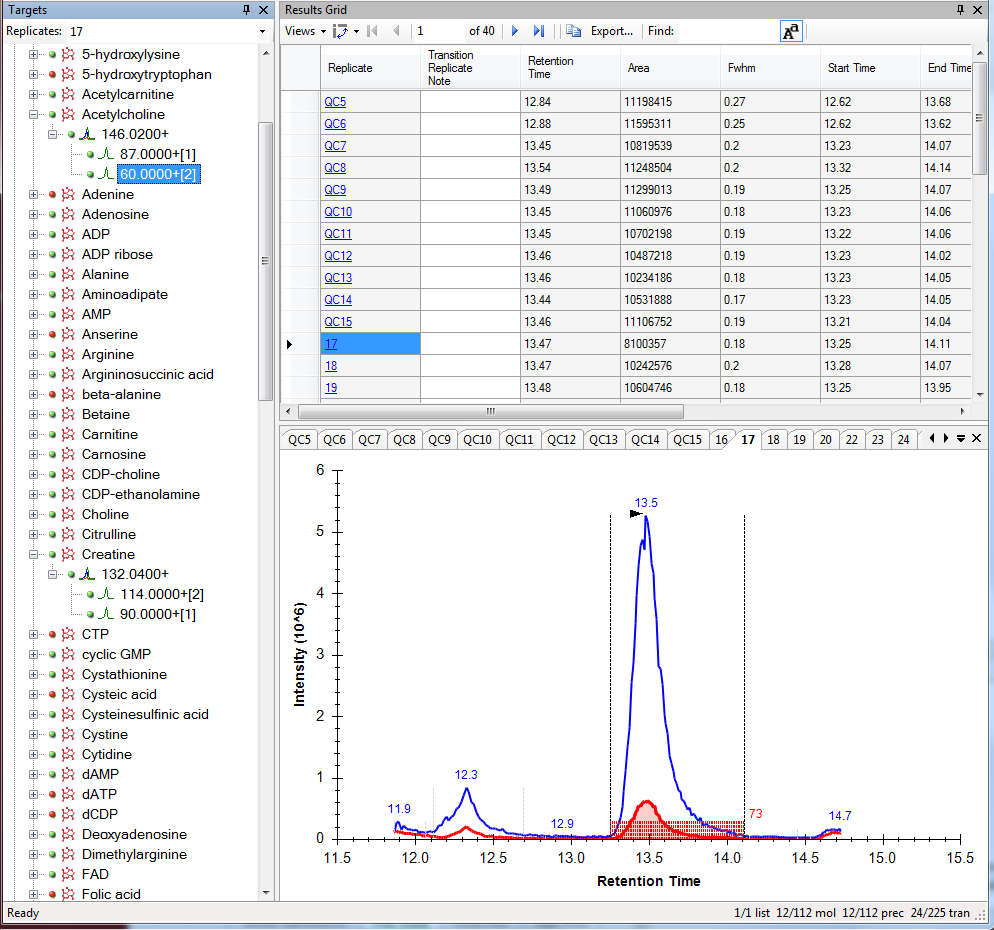 Targets
Replicates: 17
5-hydroxylysine
5-hydroxytryptophan
Acetylcarnitine
Acetylcholine
146.0200+
87.0000+[1]
60.0000+[2]
Adenine
Adenosine
ADP
ADP ribose
Alanine
Aminoadipate
AMP
Anserine
Arginine
Argininosuccinic acid
beta-alanine
Betaine
Carnitine
Carnosine
CDP-choline
CDP-ethanolamine
Choline
Citrulline
Creatine
132.0400+
114.0000+[2]
90.0000+[1]
CTP
cyclic GMP
Cystathionine
Cysteic acid
Cysteinesulfinic acid
Cystine
Cytidine
dAMP
dATP
dCDP
Deoxyadenosine
Dimethylarginine
FAD
Folic acid
Results Grid
Views 1 of 40 Export... Find: Aa
Replicate Transition Replicate Note Retention Time Area Fwhm Start Time End Time
QC5 12.84 11198415 0.27 12.62 13.68
QC6 12.88 11595311 0.25 12.62 13.62
QC7 13.45 10819539 0.2 13.23 14.07
QC8 13.54 11248504 0.2 13.32 14.14
QC9 13.49 11299013 0.19 13.25 14.07
QC10 13.45 11060976 0.18 13.23 14.06
QC11 13.45 10702198 0.19 13.22 14.06
QC12 13.46 10487218 0.19 13.23 14.02
QC13 13.46 10234186 0.18 13.23 14.05
QC14 13.44 10531888 0.17 13.23 14.05
QC15 13.46 11106752 0.19 13.21 14.04
17 13.47 8100357 0.18 13.25 14.11
18 13.47 10242576 0.2 13.28 14.07
19 13.48 10604746 0.18 13.25 13.95
QC5 QC6 QC7 QC8 QC9 QC10 QC11 QC12 QC13 QC14 QC15 16 17 18 19 20 22 23 24
6
5
4
3
2
1
0
Intensity (10^6)
13.5
12.3
11.9
12.9
73
14.7
11.5 12.0 12.5 13.0 13.5 14.0 14.5 15.0 15.5
Retention Time
Ready
1/1 list 12/112 mol 12/112 prec 24/225 tran